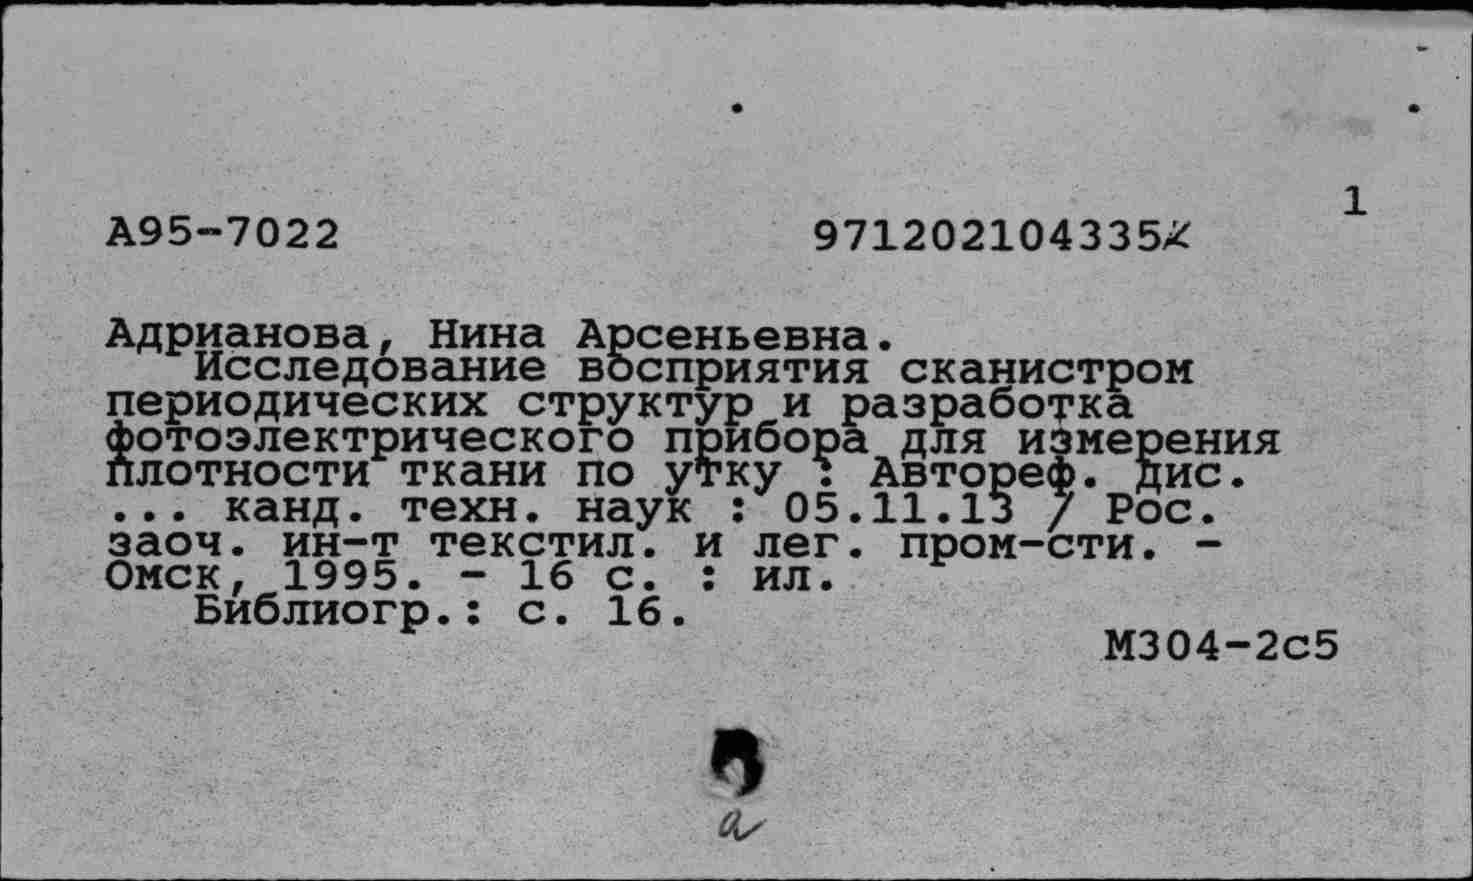 1
А95-7022 971202104335
Адрианова, Нина Арсеньевна.
Исследование восприятия сканистром
периодических структур и разработка
фотоэлектрического прибора для измерения
плотности ткани по утку : Автореф. дис.
... канд. техн. наук : 05.11.13 / Рос.
заоч. ин-т текстил. и лег. пром-сти. -
Омск, 1995. - 16 с. : ил.
Библиогр.: с. 16.
М304-2с5
а